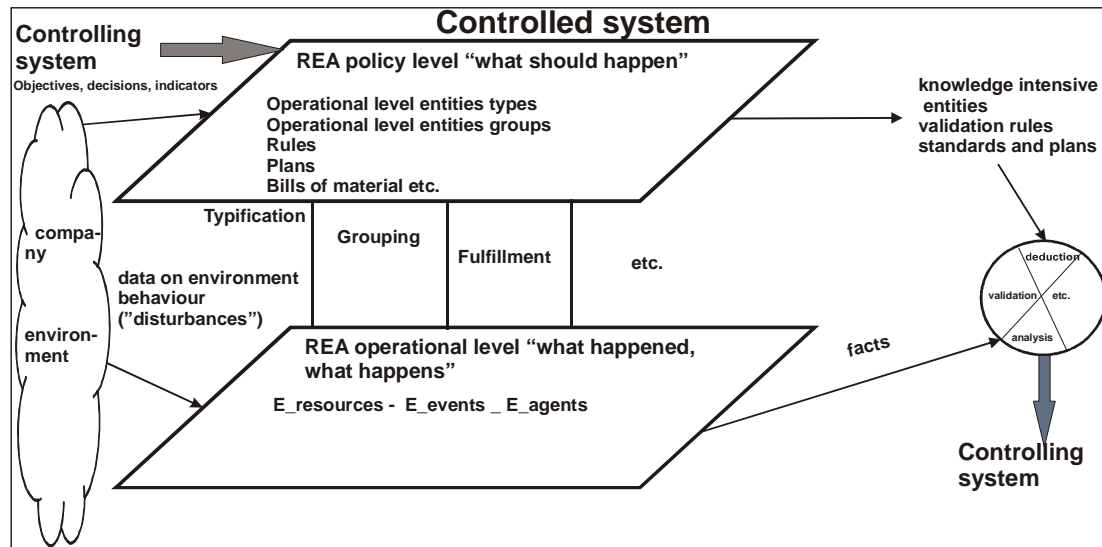 Controlled system
Controlling
system
Objectives, decisions, indicators
REA policy level “what should happen”
Operational level entities types
Operational level entities groups
Rules
Plans
Bills of material etc.
knowledge intensive
entities
validation rules
standards and plans
Typification
Grouping
Fulfillment
etc.
compa-
ny
environ-
ment
data on environment
behaviour
(”disturbances”)
REA operational level “what happened,
what happens”
E_resources - E_events _ E_agents
facts
deduction
validation
etc.
analysis
Controlling
system